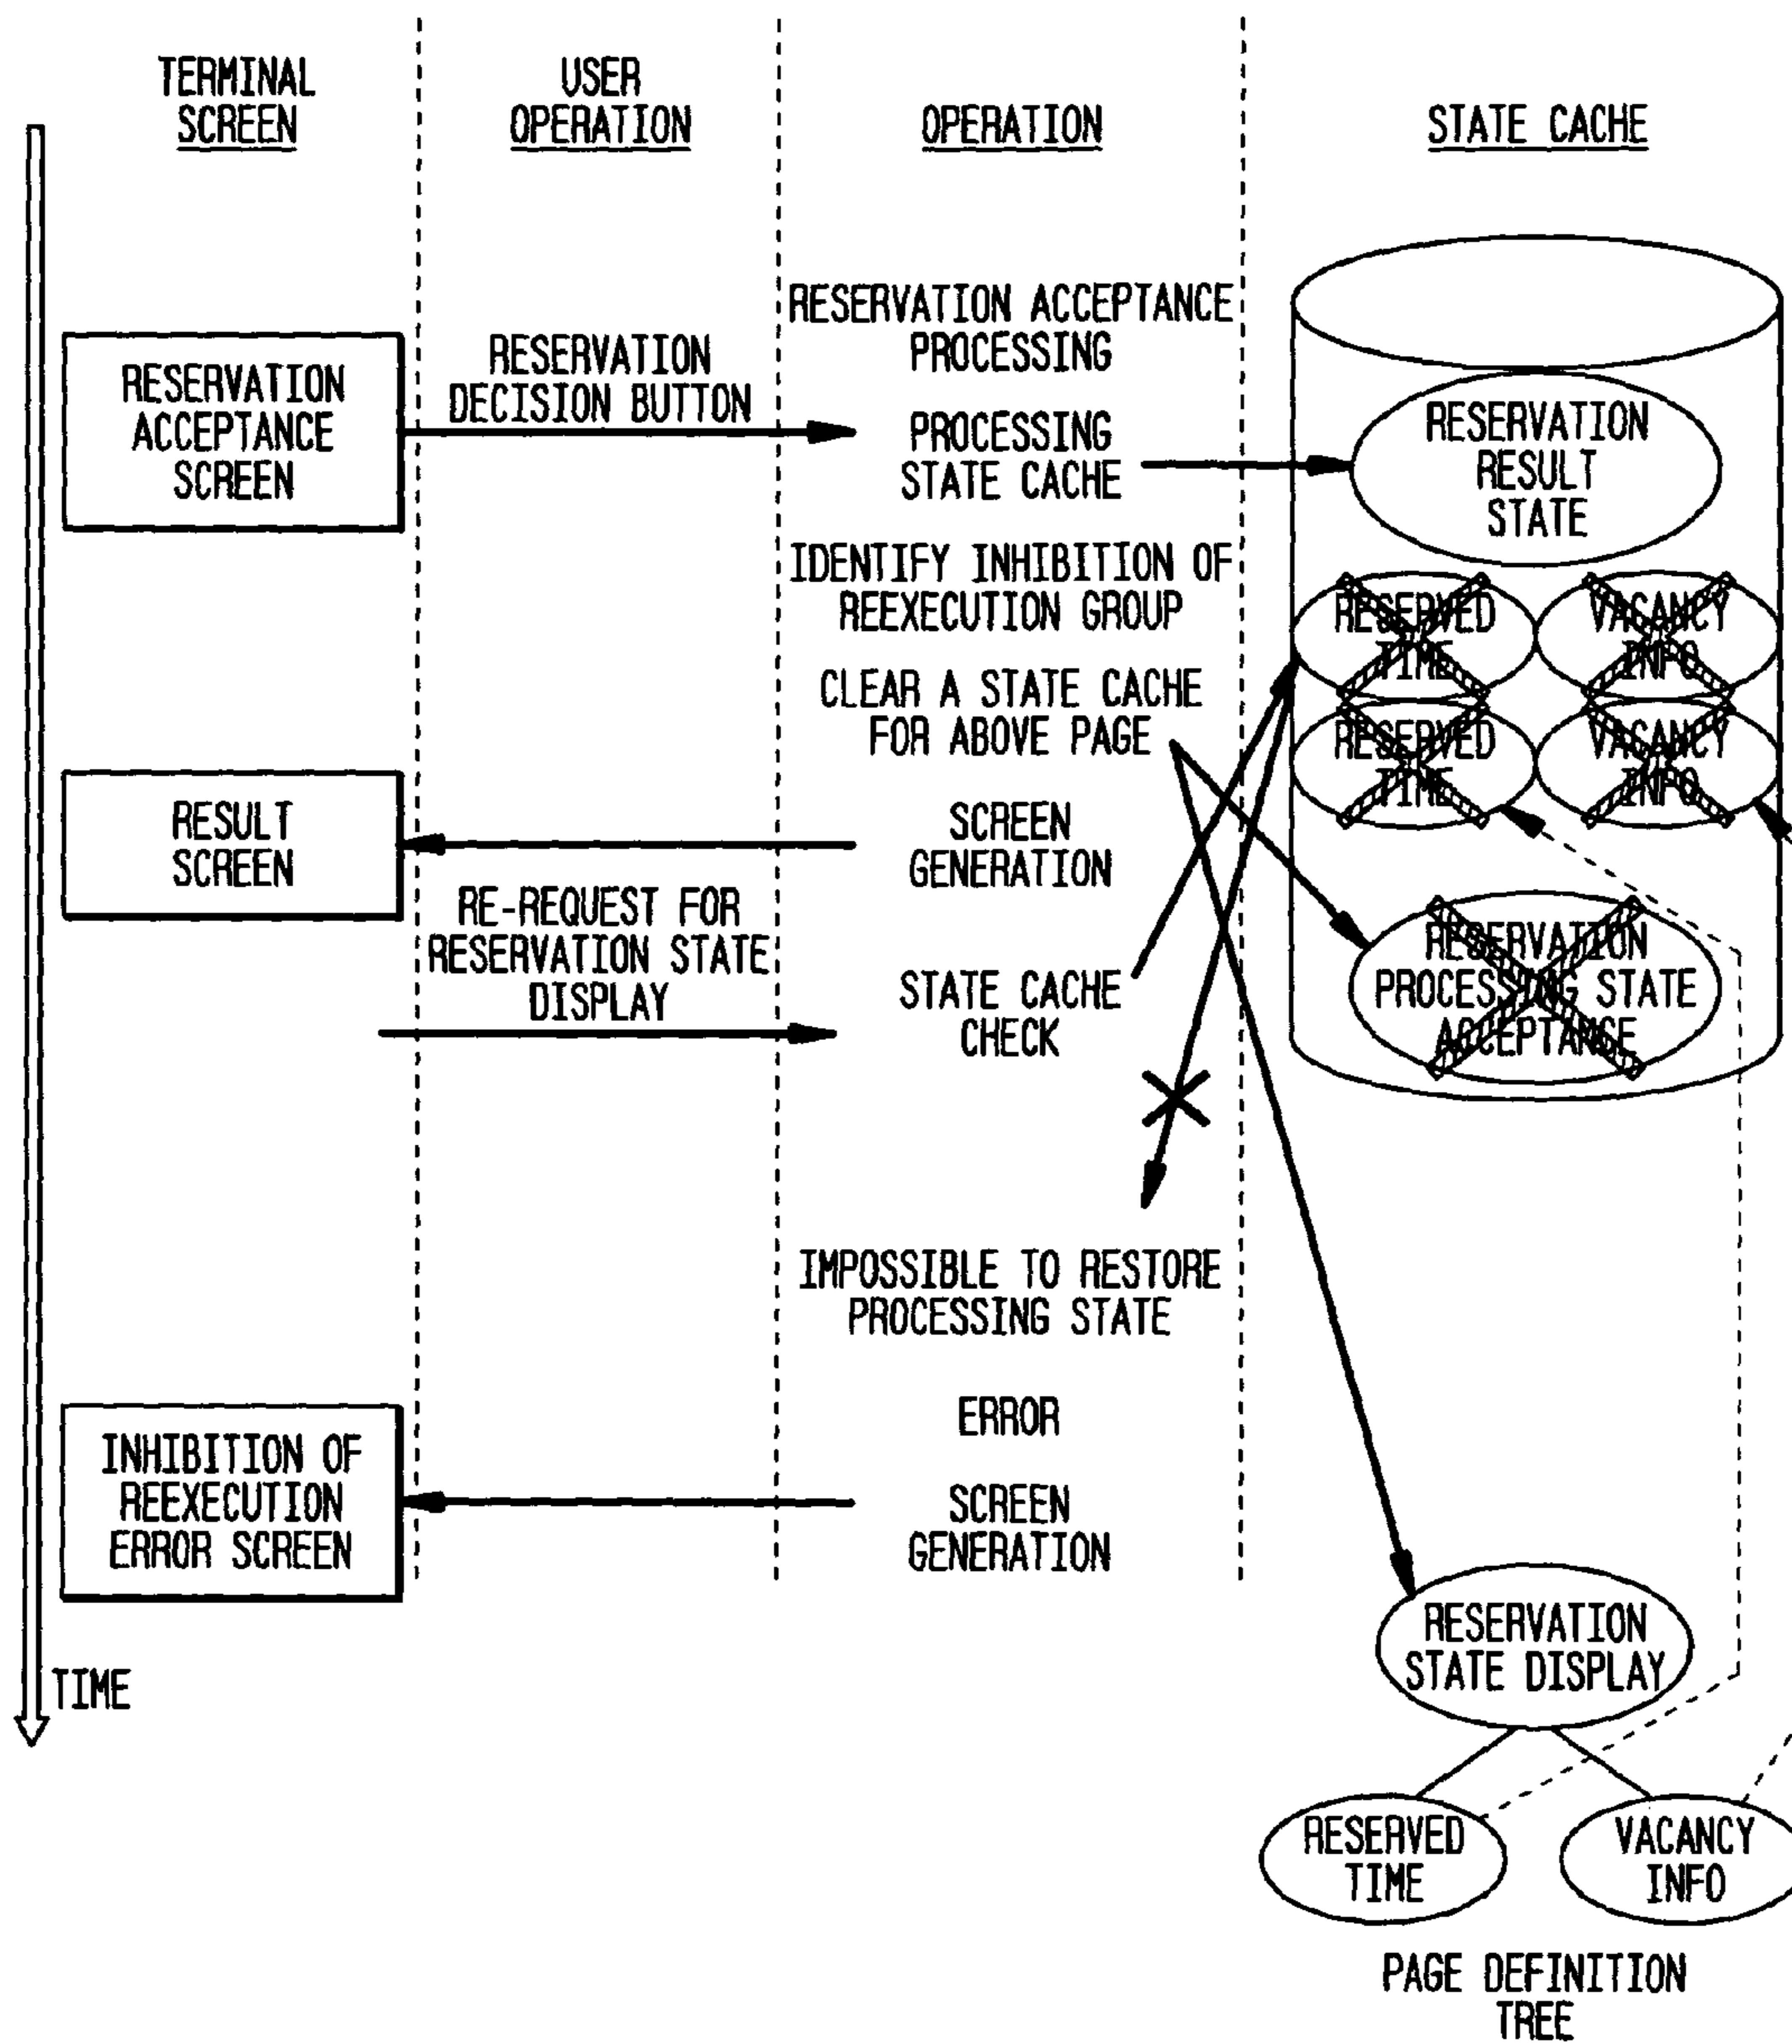 TERMINAL
SCREEN
USER
OPERATION
OPERATION
STATE CACHE
RESERVATION
ACCEPTANCE
SCREEN
RESERVATION
DECISION BUTTON
RESERVATION ACCEPTANCE
PROCESSING
PROCESSING
STATE CACHE
RESERVATION
RESULT
STATE
IDENTIFY INHIBITION OF
REEXECUTION GROUP
RESERVED
TIME
VACANCY
INFO
CLEAR A STATE CACHE
FOR ABOVE PAGE
RESERVED
TIME
VACANCY
INFO
RESULT
SCREEN
SCREEN
GENERATION
RE-REQUEST FOR
RESERVATION STATE
DISPLAY
STATE CACHE
CHECK
RESERVATION
PROCESSING STATE
ACCEPTANCE
IMPOSSIBLE TO RESTORE
PROCESSING STATE
ERROR
INHIBITION OF
REEXECUTION
ERROR SCREEN
SCREEN
GENERATION
RESERVATION
STATE DISPLAY
TIME
RESERVED
TIME
VACANCY
INFO
PAGE DEFINITION
TREE